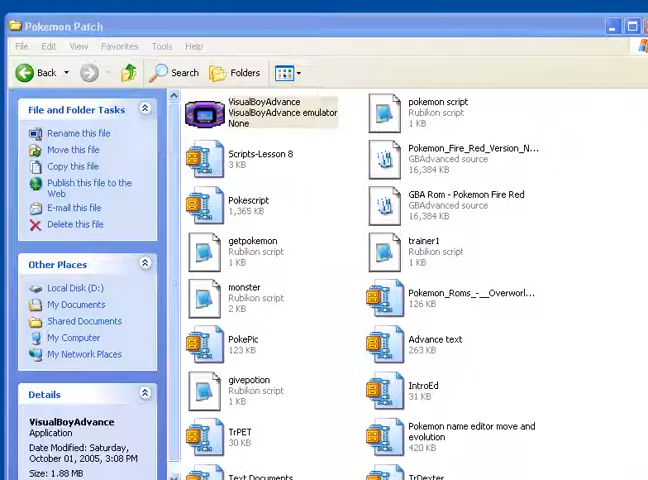 Pokemon Patch
File Edit View Favorites Tools Help
Back Search Folders
File and Folder Tasks
Rename this file
Move this file
Copy this file
Publish this file to the
Web
E-mail this file
Delete this file
Other Places
Local Disk (D:)
My Documents
Shared Documents
My Computer
My Network Places
Details
VisualBoyAdvance
Application
Date Modified: Saturday,
October 01, 2005, 3:08 PM
Size: 1.88 MB
VisualBoyAdvance
VisualBoyAdvance emulator
None
pokemon script
Rubikon script
1 KB
Scripts-Lesson 8
3 KB
Pokemon_Fire_Red_Version_N...
GBAdvanced source
16,384 KB
Pokescript
1,365 KB
GBA Rom - Pokemon Fire Red
GBAdvanced source
16,384 KB
getpokemon
Rubikon script
1 KB
trainer1
Rubikon script
1 KB
monster
Rubikon script
2 KB
Pokemon_Roms_-__Overworl...
126 KB
PokePic
123 KB
Advance text
263 KB
givepotion
Rubikon script
1 KB
IntroEd
31 KB
TrPET
30 KB
Pokemon name editor move and
evolution
420 KB
Text Documents
TrDexter